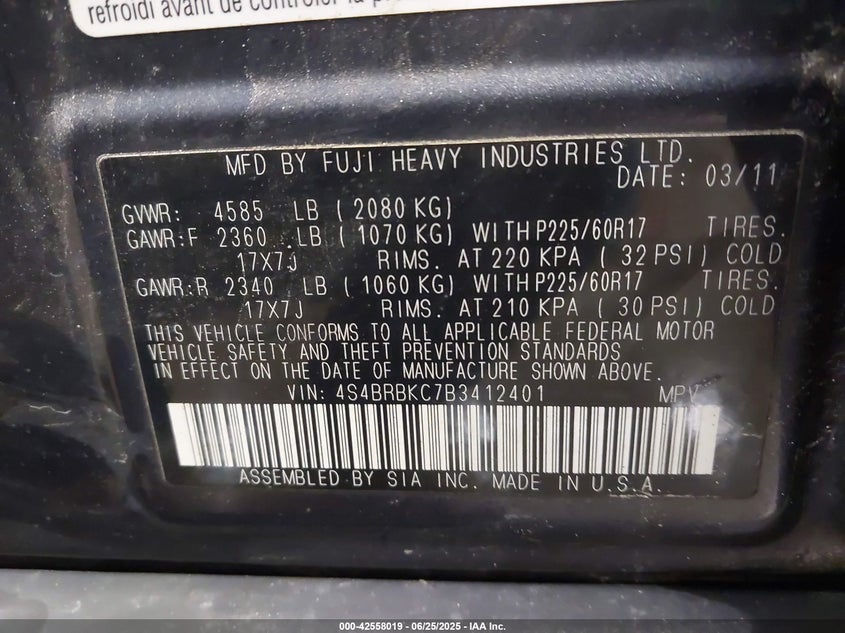 refroidi avant de contrôler la
MFD BY FUJI HEAVY INDUSTRIES LTD.
DATE: 03/11
GVWR: 4585 LB ( 2080 KG)
GAWR:F 2360 LB ( 1070 KG) WITH P225/60R17 TIRES.
17X7J RIMS. AT 220 KPA ( 32 PSI) COLD
GAWR:R 2340 LB ( 1060 KG) WITH P225/60R17 TIRES.
17X7J RIMS. AT 210 KPA ( 30 PSI) COLD
THIS VEHICLE CONFORMS TO ALL APPLICABLE FEDERAL MOTOR
VEHICLE SAFETY AND THEFT PREVENTION STANDARDS
IN EFFECT ON THE DATE OF MANUFACTURE SHOWN ABOVE.
VIN: 4S4BRBKC7B3412401 MPV
ASSEMBLED BY SIA INC. MADE IN U.S.A.
000-42558019 - 06/25/2025 - IAA Inc.